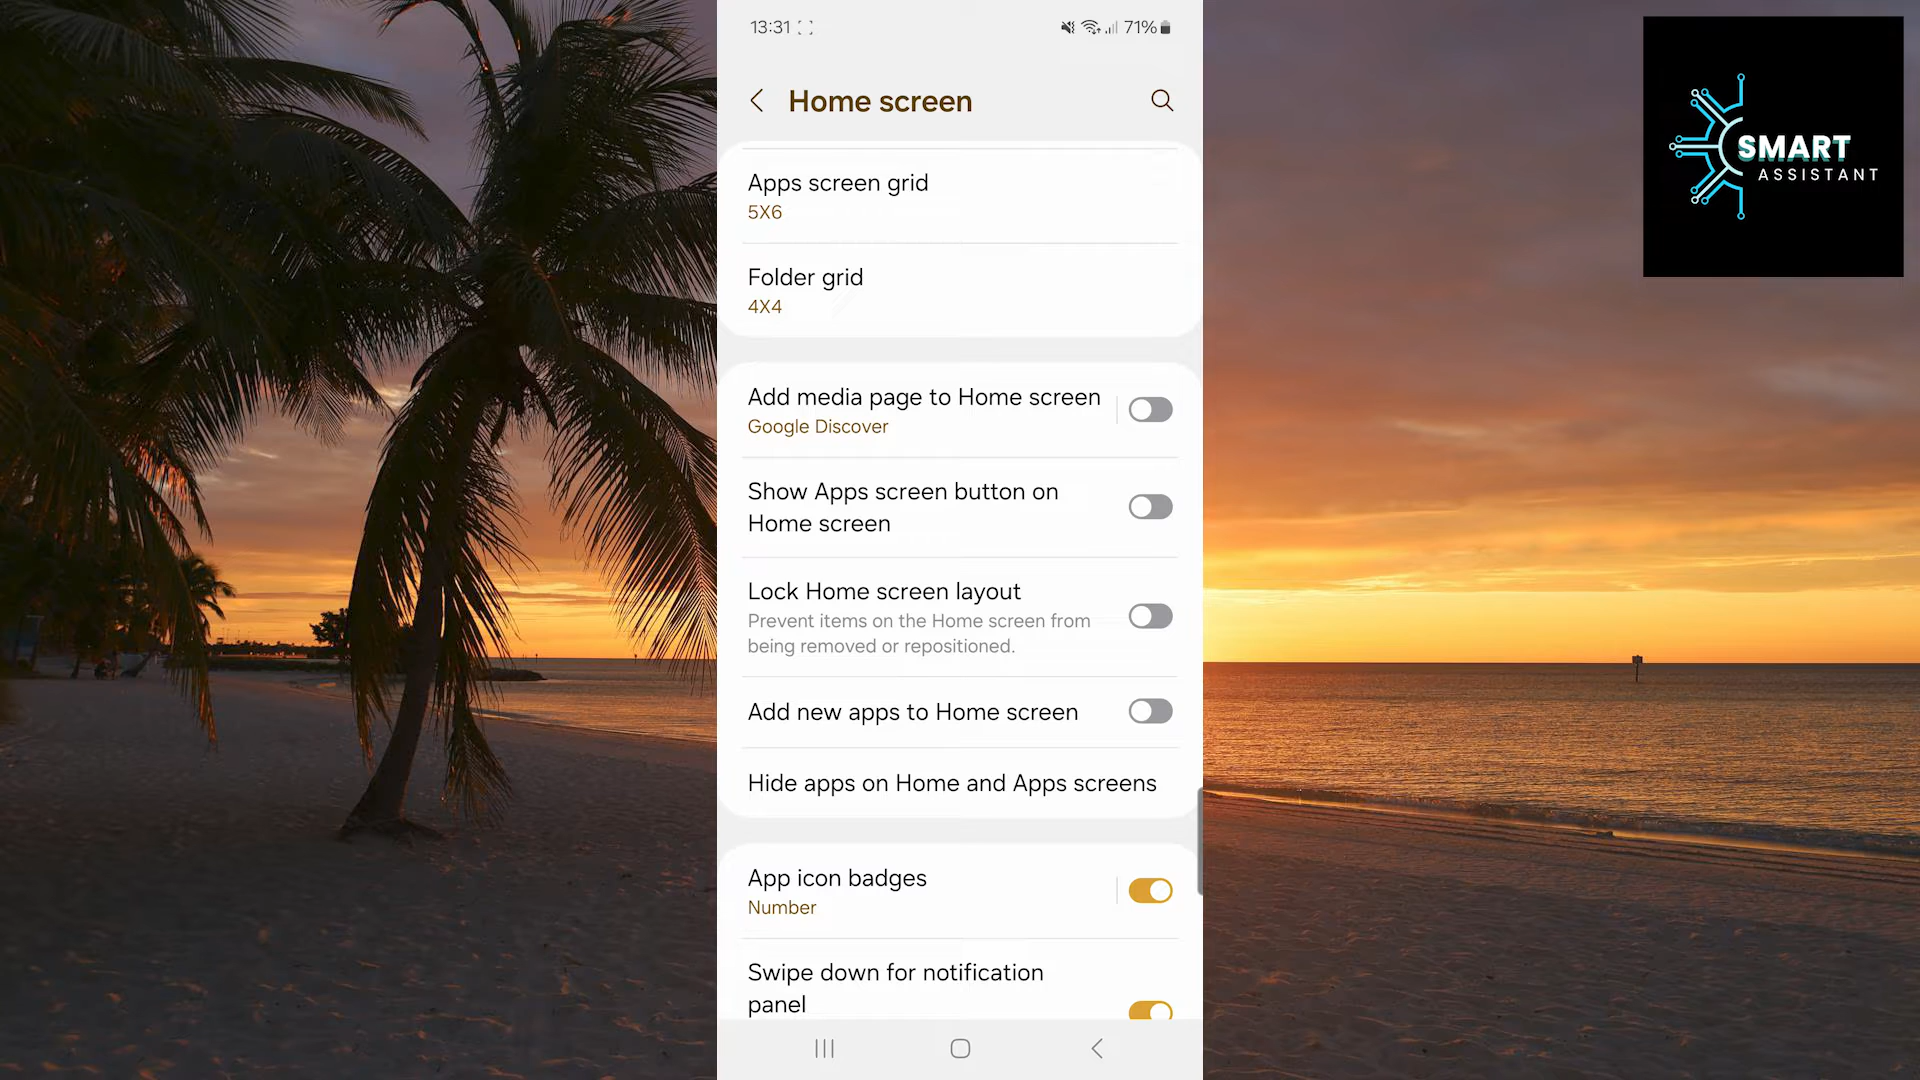 13:31
71%
Home screen
Apps screen grid
5X6
Folder grid
4X4
Add media page to Home screen
Google Discover
Show Apps screen button on
Home screen
Lock Home screen layout
Prevent items on the Home screen from
being removed or repositioned.
Add new apps to Home screen
Hide apps on Home and Apps screens
App icon badges
Number
Swipe down for notification
panel
SMART
ASSISTANT